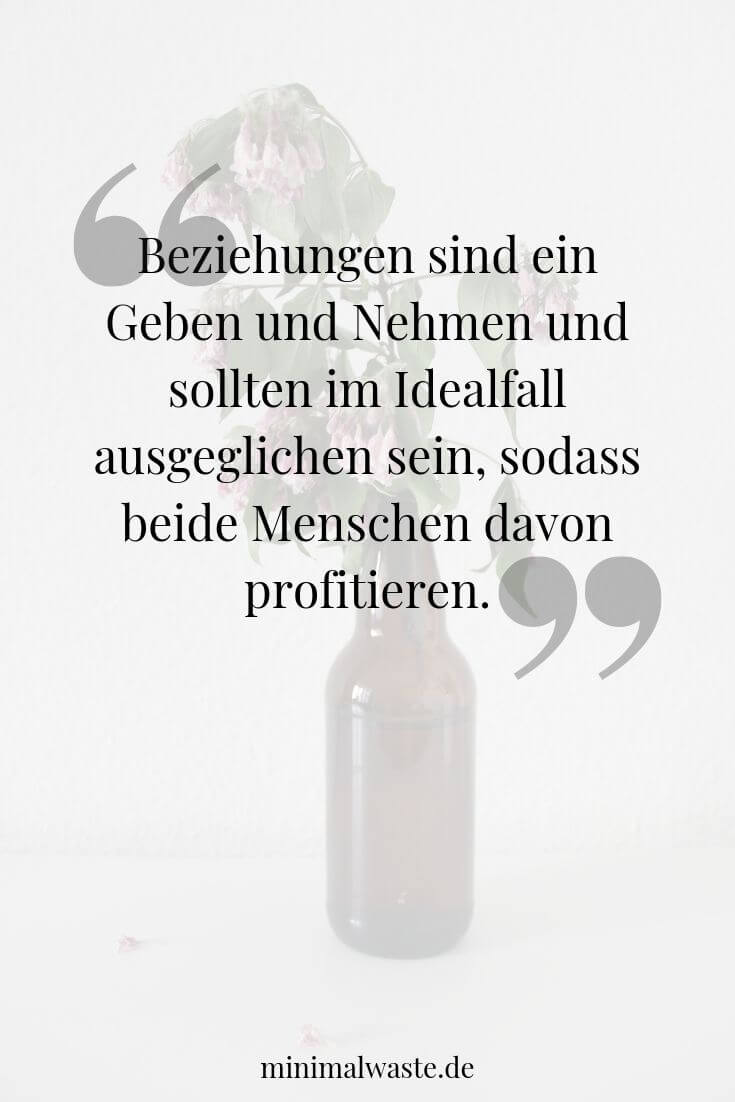 Beziehungen sind ein
Geben und Nehmen und
sollten im Idealfall
ausgeglichen sein, sodass
beide Menschen davon
profitieren.
minimalwaste.de